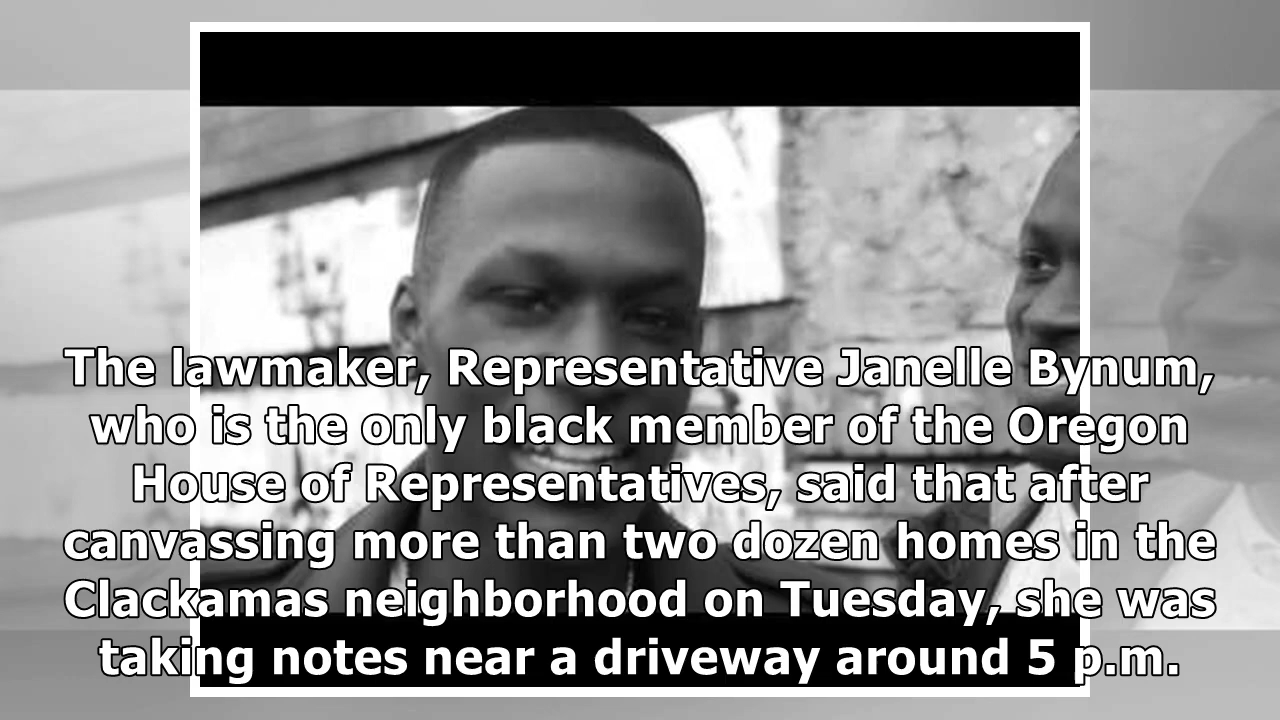 The lawmaker, Representative Janelle Bynum,
who is the only black member of the Oregon
House of Representatives, said that after
canvassing more than two dozen homes in the
Clackamas neighborhood on Tuesday, she was
taking notes near a driveway around 5 p.m.